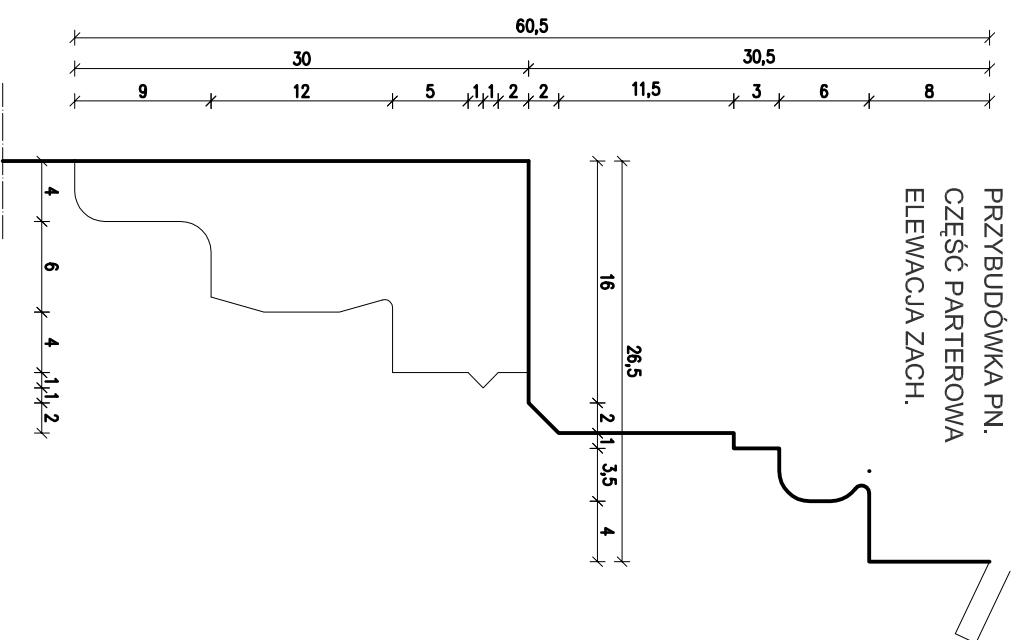 60,5
30 30,5
9 12 5 1 1 2 2 11,5 3 6 8
PRZYBUDÓWKA PN.
CZĘŚĆ PARTEROWA
ELEWACJA ZACH.
4 6 4 1 1 2
16 2 1 3,5 4
26,5